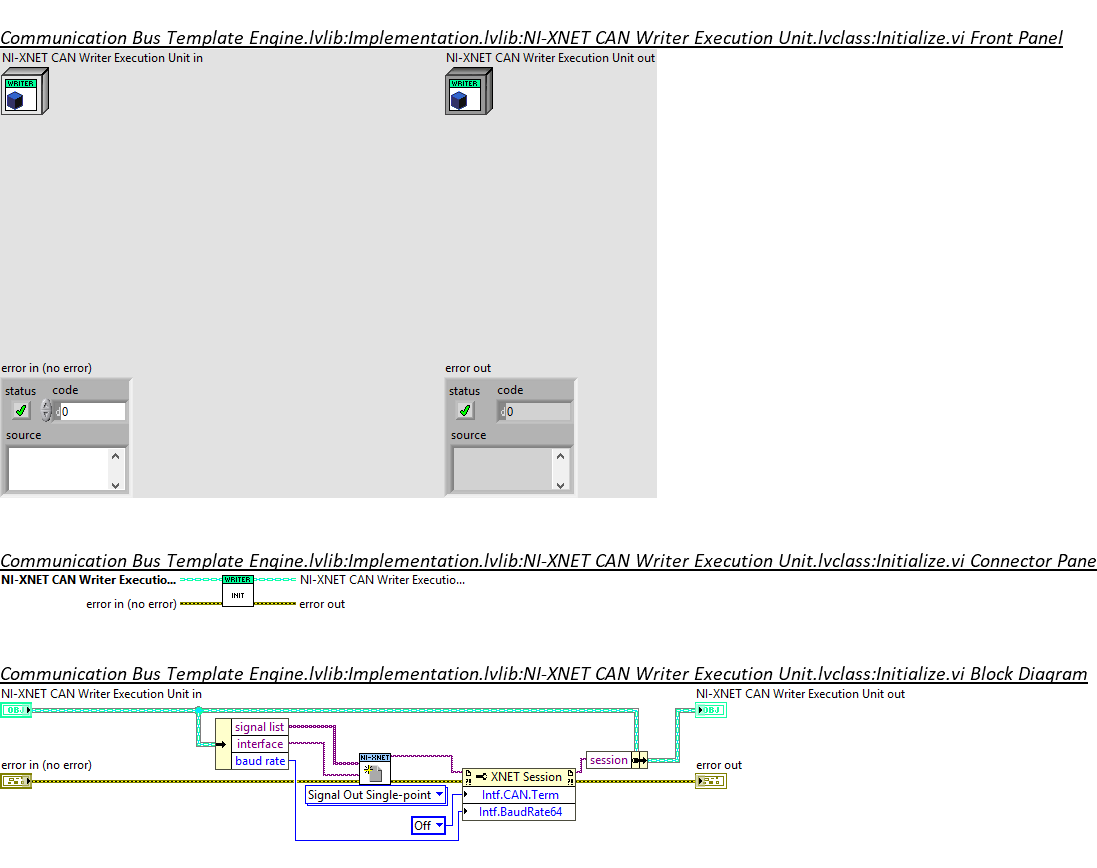 Communication Bus Template Engine.lvlib:Implementation.lvlib:NI-XNET CAN Writer Execution Unit.lvclass:Initialize.vi Front Panel
NI-XNET CAN Writer Execution Unit in
NI-XNET CAN Writer Execution Unit out
WRITER
WRITER
error in (no error)
error out
status code
status code
d 0
d 0
source
source
Communication Bus Template Engine.lvlib:Implementation.lvlib:NI-XNET CAN Writer Execution Unit.lvclass:Initialize.vi Connector Pane
NI-XNET CAN Writer Executio...
WRITER
NI-XNET CAN Writer Executio...
INIT
error in (no error)
error out
Communication Bus Template Engine.lvlib:Implementation.lvlib:NI-XNET CAN Writer Execution Unit.lvclass:Initialize.vi Block Diagram
NI-XNET CAN Writer Execution Unit in
NI-XNET CAN Writer Execution Unit out
OBJ
OBJ
signal list
interface
baud rate
NI-XNET
session
error in (no error)
error out
XNET Session
Signal Out Single-point
Intf.CAN.Term
Intf.BaudRate64
Off